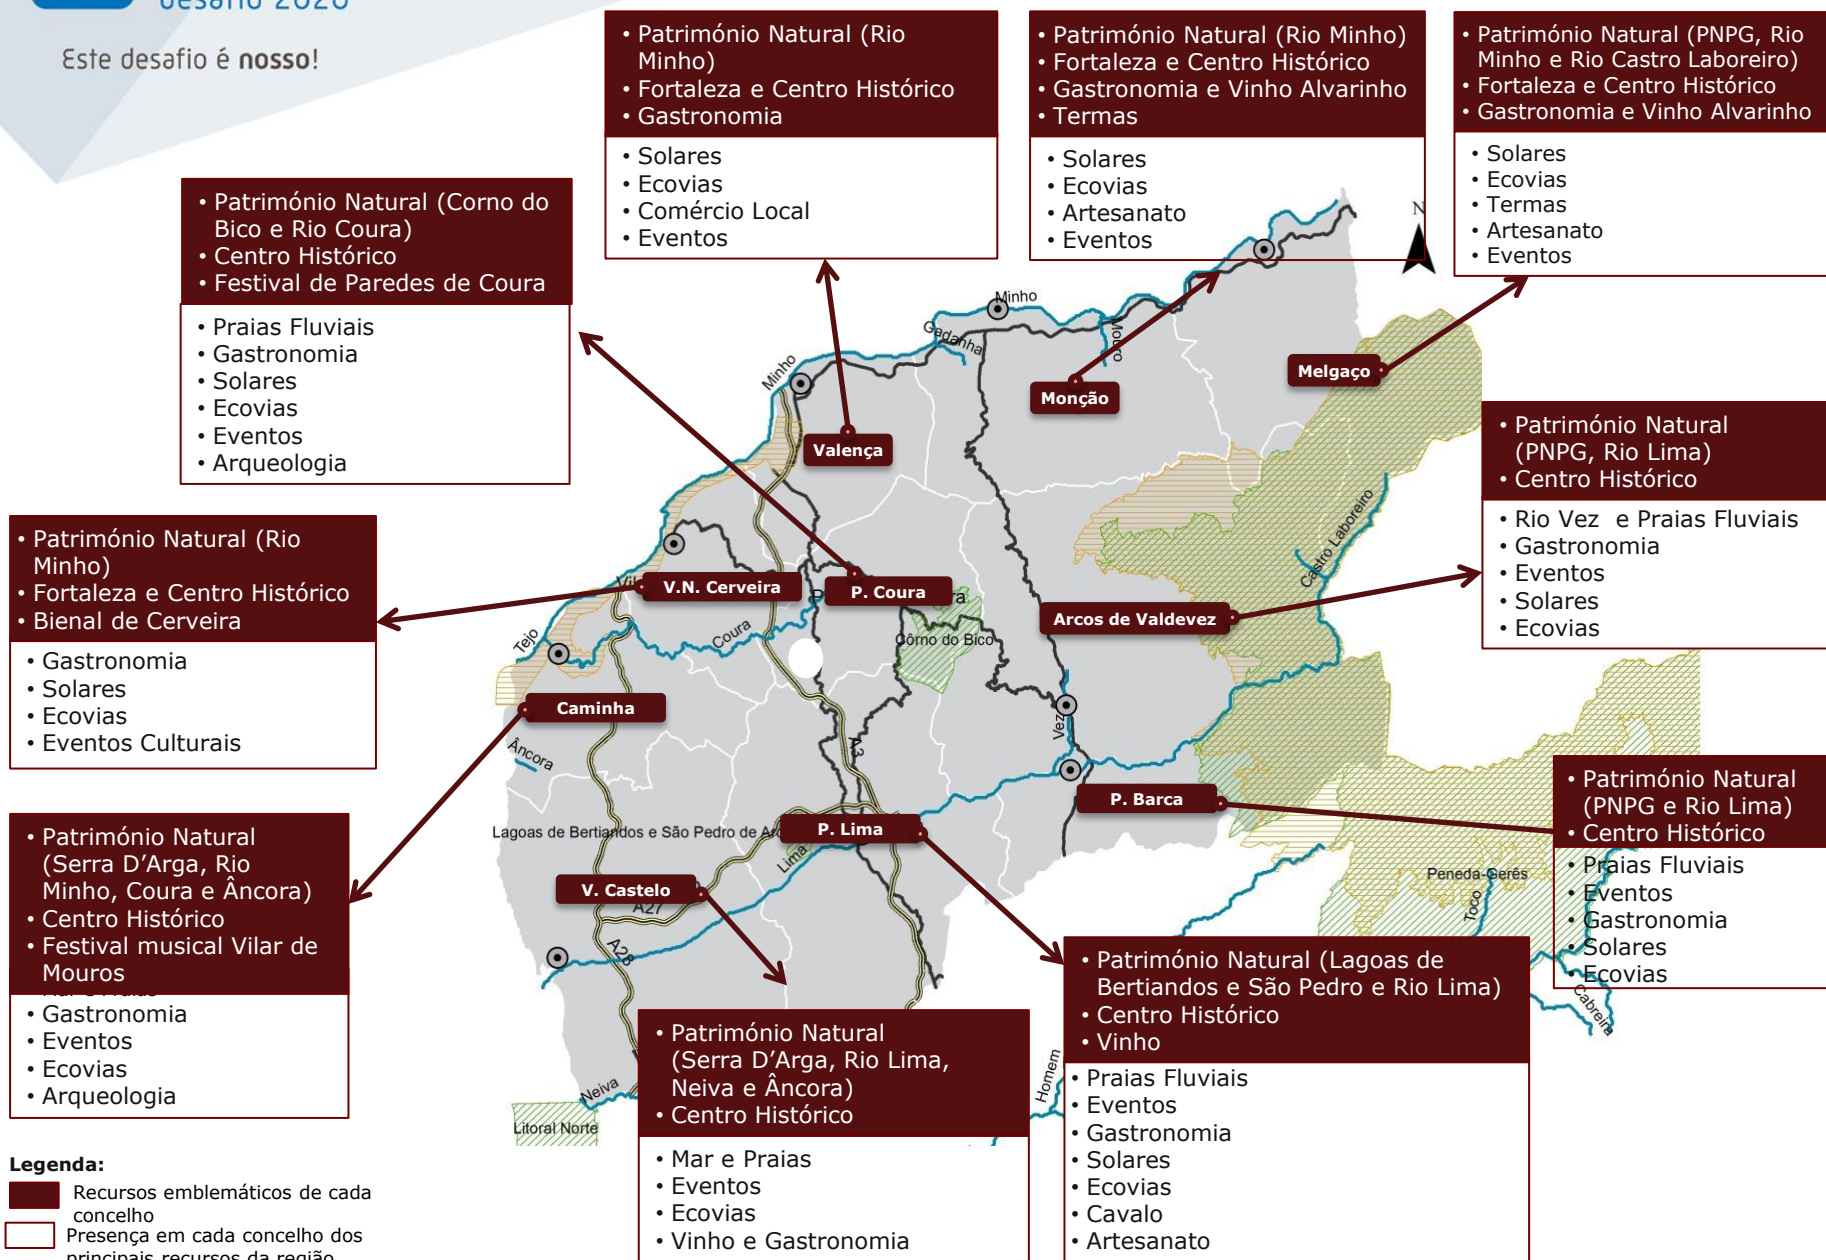 desafio 2020
Este desafio é nosso!
• Património Natural (Rio
Minho)
• Fortaleza e Centro Histórico
• Gastronomia
• Solares
• Ecovias
• Comércio Local
• Eventos
• Património Natural (Rio Minho)
• Fortaleza e Centro Histórico
• Gastronomia e Vinho Alvarinho
• Termas
• Solares
• Ecovias
• Artesanato
• Eventos
• Património Natural (PNPG, Rio
Minho e Rio Castro Laboreiro)
• Fortaleza e Centro Histórico
• Gastronomia e Vinho Alvarinho
• Solares
• Ecovias
• Termas
• Artesanato
• Eventos
• Património Natural (Corno do
Bico e Rio Coura)
• Centro Histórico
• Festival de Paredes de Coura
• Praias Fluviais
• Gastronomia
• Solares
• Ecovias
• Eventos
• Arqueologia
N
Minho
Gadanha
Mouro
Minho
Monção
Melgaço
Valença
• Património Natural
(PNPG, Rio Lima)
• Centro Histórico
• Rio Vez e Praias Fluviais
• Gastronomia
• Eventos
• Solares
• Ecovias
• Património Natural (Rio
Minho)
• Fortaleza e Centro Histórico
• Bienal de Cerveira
• Gastronomia
• Solares
• Ecovias
• Eventos Culturais
Castro Laboreiro
V.N. Cerveira
P. Coura
Arcos de Valdevez
Tejo
Coura
Côrno do Bico
Caminha
Vez
Âncora
A3
P. Barca
• Património Natural
(PNPG e Rio Lima)
• Centro Histórico
• Praias Fluviais
• Eventos
• Gastronomia
• Solares
• Ecovias
• Património Natural
(Serra D'Arga, Rio
Minho, Coura e Âncora)
• Centro Histórico
• Festival musical Vilar de
Mouros
• Gastronomia
• Eventos
• Ecovias
• Arqueologia
Lagoas de Bertiandos e São Pedro de
P. Lima
Lima
V. Castelo
A27
A28
Peneda-Gerês
Toco
Cabreira
Homem
Neiva
Litoral Norte
• Património Natural
(Serra D'Arga, Rio Lima,
Neiva e Âncora)
• Centro Histórico
• Mar e Praias
• Eventos
• Ecovias
• Vinho e Gastronomia
• Património Natural (Lagoas de
Bertiandos e São Pedro e Rio Lima)
• Centro Histórico
• Vinho
• Praias Fluviais
• Eventos
• Gastronomia
• Solares
• Ecovias
• Cavalo
• Artesanato
Legenda:
Recursos emblemáticos de cada
concelho
Presença em cada concelho dos
principais recursos da região